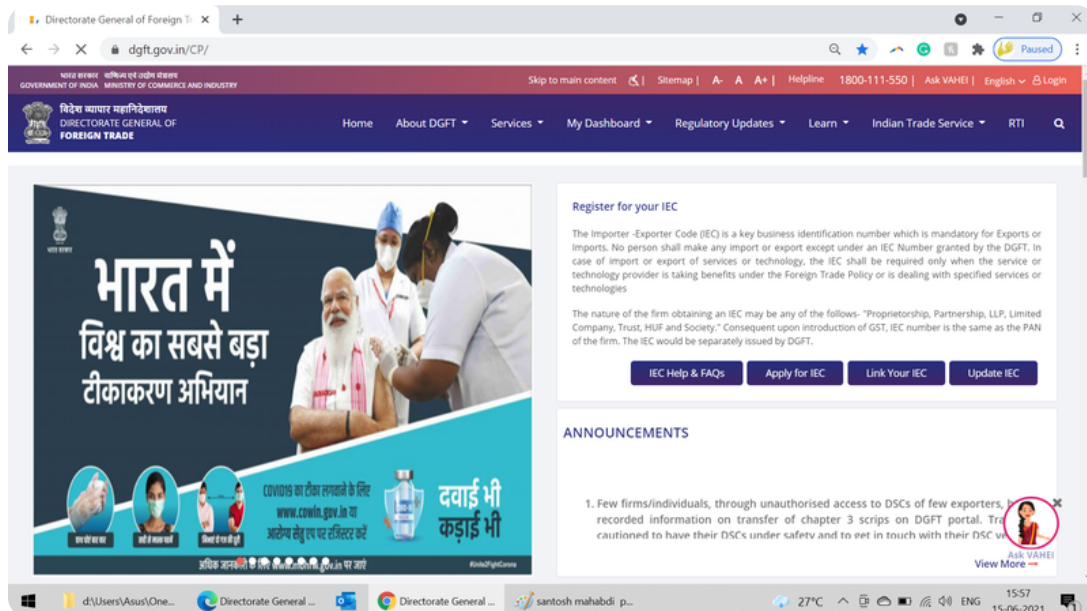 Directorate General of Foreign Tr
dgft.gov.in/CP/
Paused
भारत सरकार वाणिज्य एवं उद्योग मंत्रालय
GOVERNMENT OF INDIA MINISTRY OF COMMERCE AND INDUSTRY
Skip to main content | Sitemap | A- A A+ | Helpline 1800-111-550 | Ask VAHEI | English Login
विदेश व्यापार महानिदेशालय
DIRECTORATE GENERAL OF
FOREIGN TRADE
Home About DGFT Services My Dashboard Regulatory Updates Learn Indian Trade Service RTI
भारत सरकार
भारत में
विश्व का सबसे बड़ा
टीकाकरण अभियान
COVID19 का टीका लगवाने के लिए
www.cowin.gov.in या
आरोग्य सेतु एप पर रजिस्टर करें
दवाई भी
कड़ाई भी
अधिक जानकारी के लिए www.mohfw.gov.in पर जाएं
#Unite2FightCorona
Register for your IEC
The Importer -Exporter Code (IEC) is a key business identification number which is mandatory for Exports or
Imports. No person shall make any import or export except under an IEC Number granted by the DGFT. In
case of import or export of services or technology, the IEC shall be required only when the service or
technology provider is taking benefits under the Foreign Trade Policy or is dealing with specified services or
technologies
The nature of the firm obtaining an IEC may be any of the follows- "Proprietorship, Partnership, LLP, Limited
Company, Trust, HUF and Society." Consequent upon introduction of GST, IEC number is the same as the PAN
of the firm. The IEC would be separately issued by DGFT.
IEC Help & FAQs Apply for IEC Link Your IEC Update IEC
ANNOUNCEMENTS
1. Few firms/individuals, through unauthorised access to DSCs of few exporters,
recorded information on transfer of chapter 3 scrips on DGFT portal.
cautioned to have their DSCs under safety and to get in touch with their DSC
Ask VAHEI
View More
d:\Users\Asus\One... Directorate General ... Directorate General ... santosh mahabdi p... 27°C ENG 15:57
15-06-2021